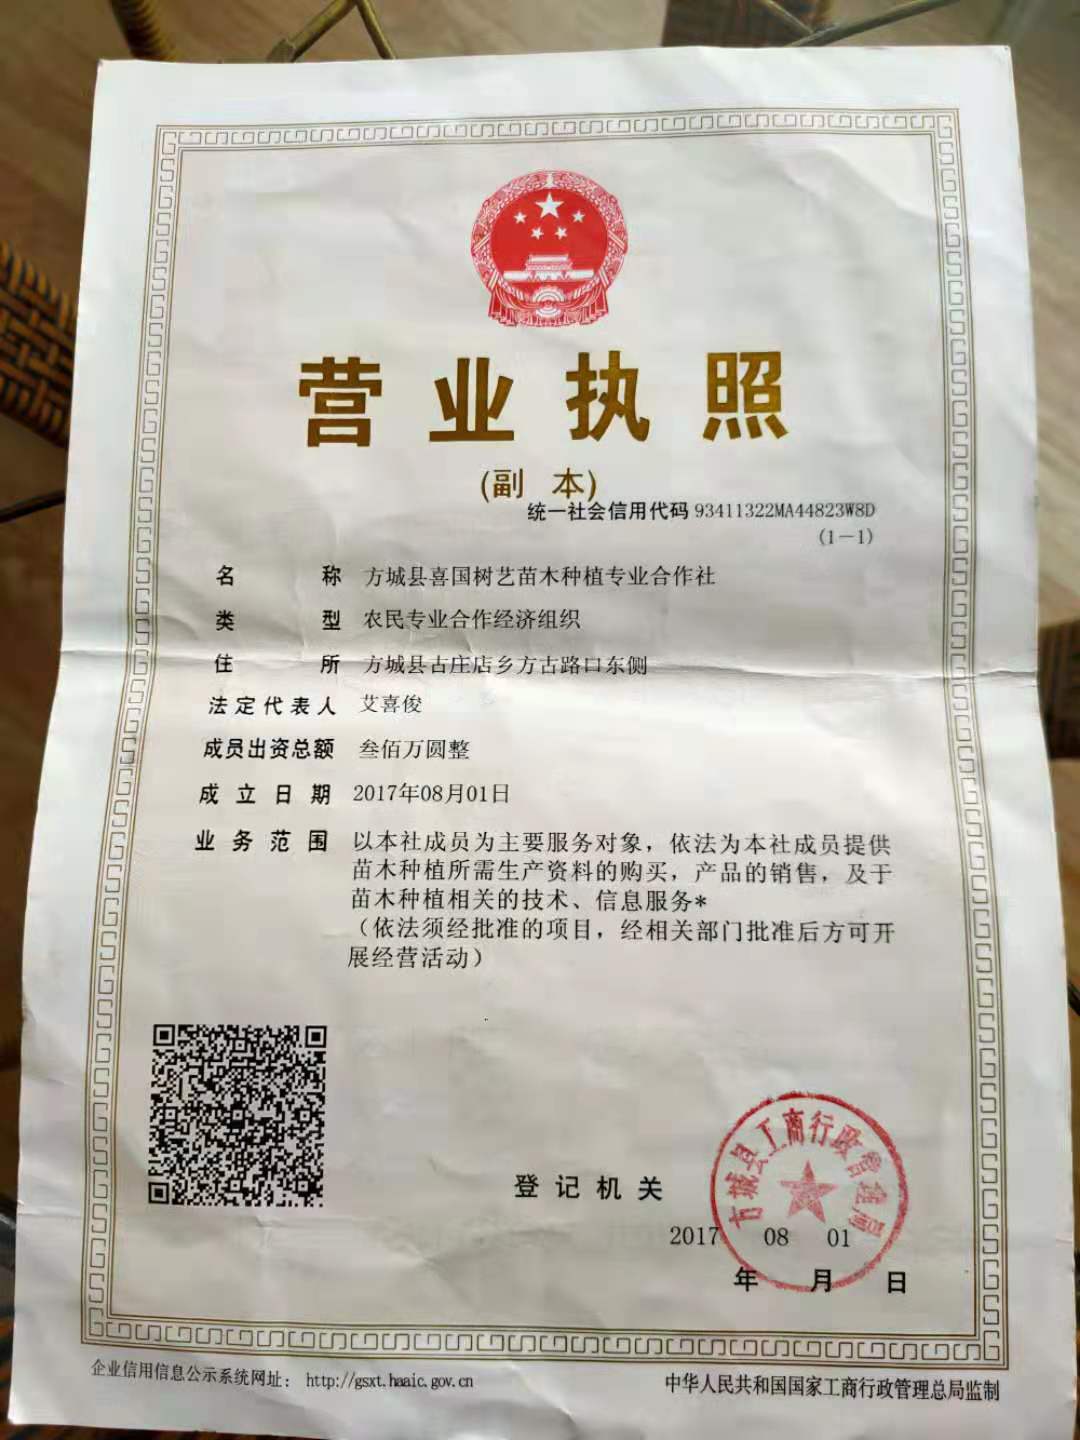 营业执照
(副 本)
统一社会信用代码 93411322MA44823W8D
(1－1)
名 称 方城县喜国树艺苗木种植专业合作社
类 型 农民专业合作经济组织
住 所 方城县古庄店乡方古路口东侧
法定代表人 艾喜俊
成员出资总额 叁佰万圆整
成立日期 2017年08月01日
业务范围 以本社成员为主要服务对象，依法为本社成员提供
苗木种植所需生产资料的购买，产品的销售，及于
苗木种植相关的技术、信息服务*
（依法须经批准的项目，经相关部门批准后方可开
展经营活动）
方城县工商行政管理局
登记机关
2017 08 01
年 月 日
企业信用信息公示系统网址： http://gsxt.haaic.gov.cn
中华人民共和国国家工商行政管理总局监制